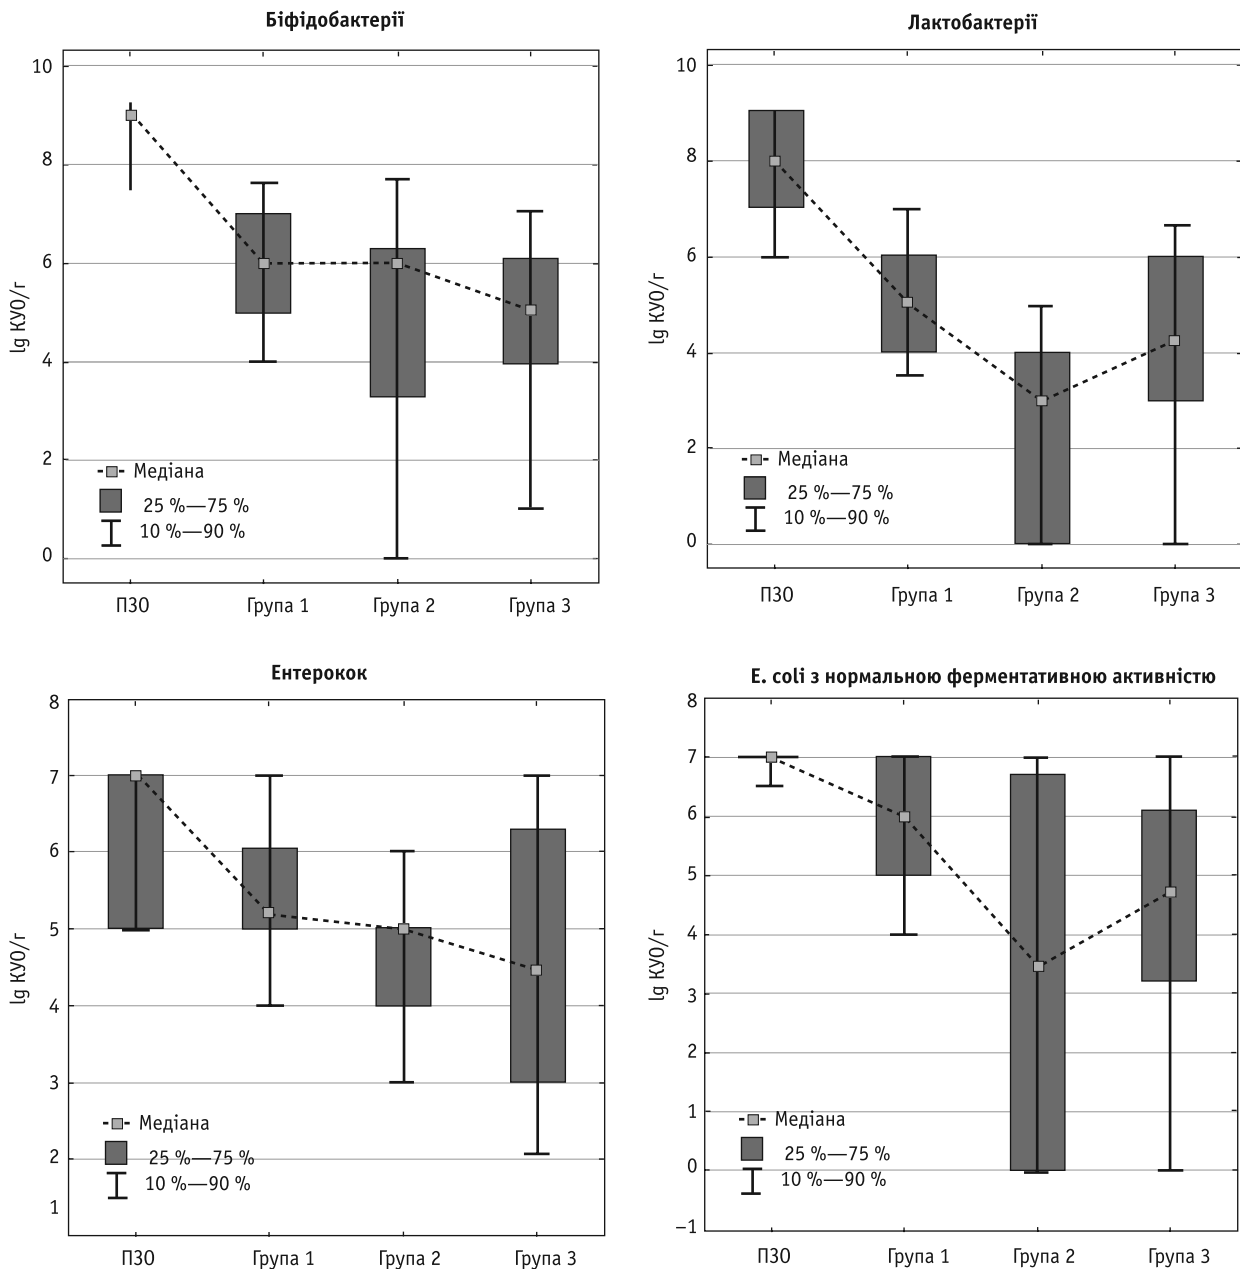 Біфідобактерії
10
8
6
4
2
0
lg КУО/г
Медіана
25 %—75 %
10 %—90 %
ПЗО
Група 1
Група 2
Група 3
Лактобактерії
10
8
6
4
2
0
lg КУО/г
Медіана
25 %—75 %
10 %—90 %
ПЗО
Група 1
Група 2
Група 3
Ентерокок
8
7
6
5
4
3
2
1
lg КУО/г
Медіана
25 %—75 %
10 %—90 %
ПЗО
Група 1
Група 2
Група 3
E. coli з нормальною ферментативною активністю
8
7
6
5
4
3
2
1
0
–1
lg КУО/г
Медіана
25 %—75 %
10 %—90 %
ПЗО
Група 1
Група 2
Група 3